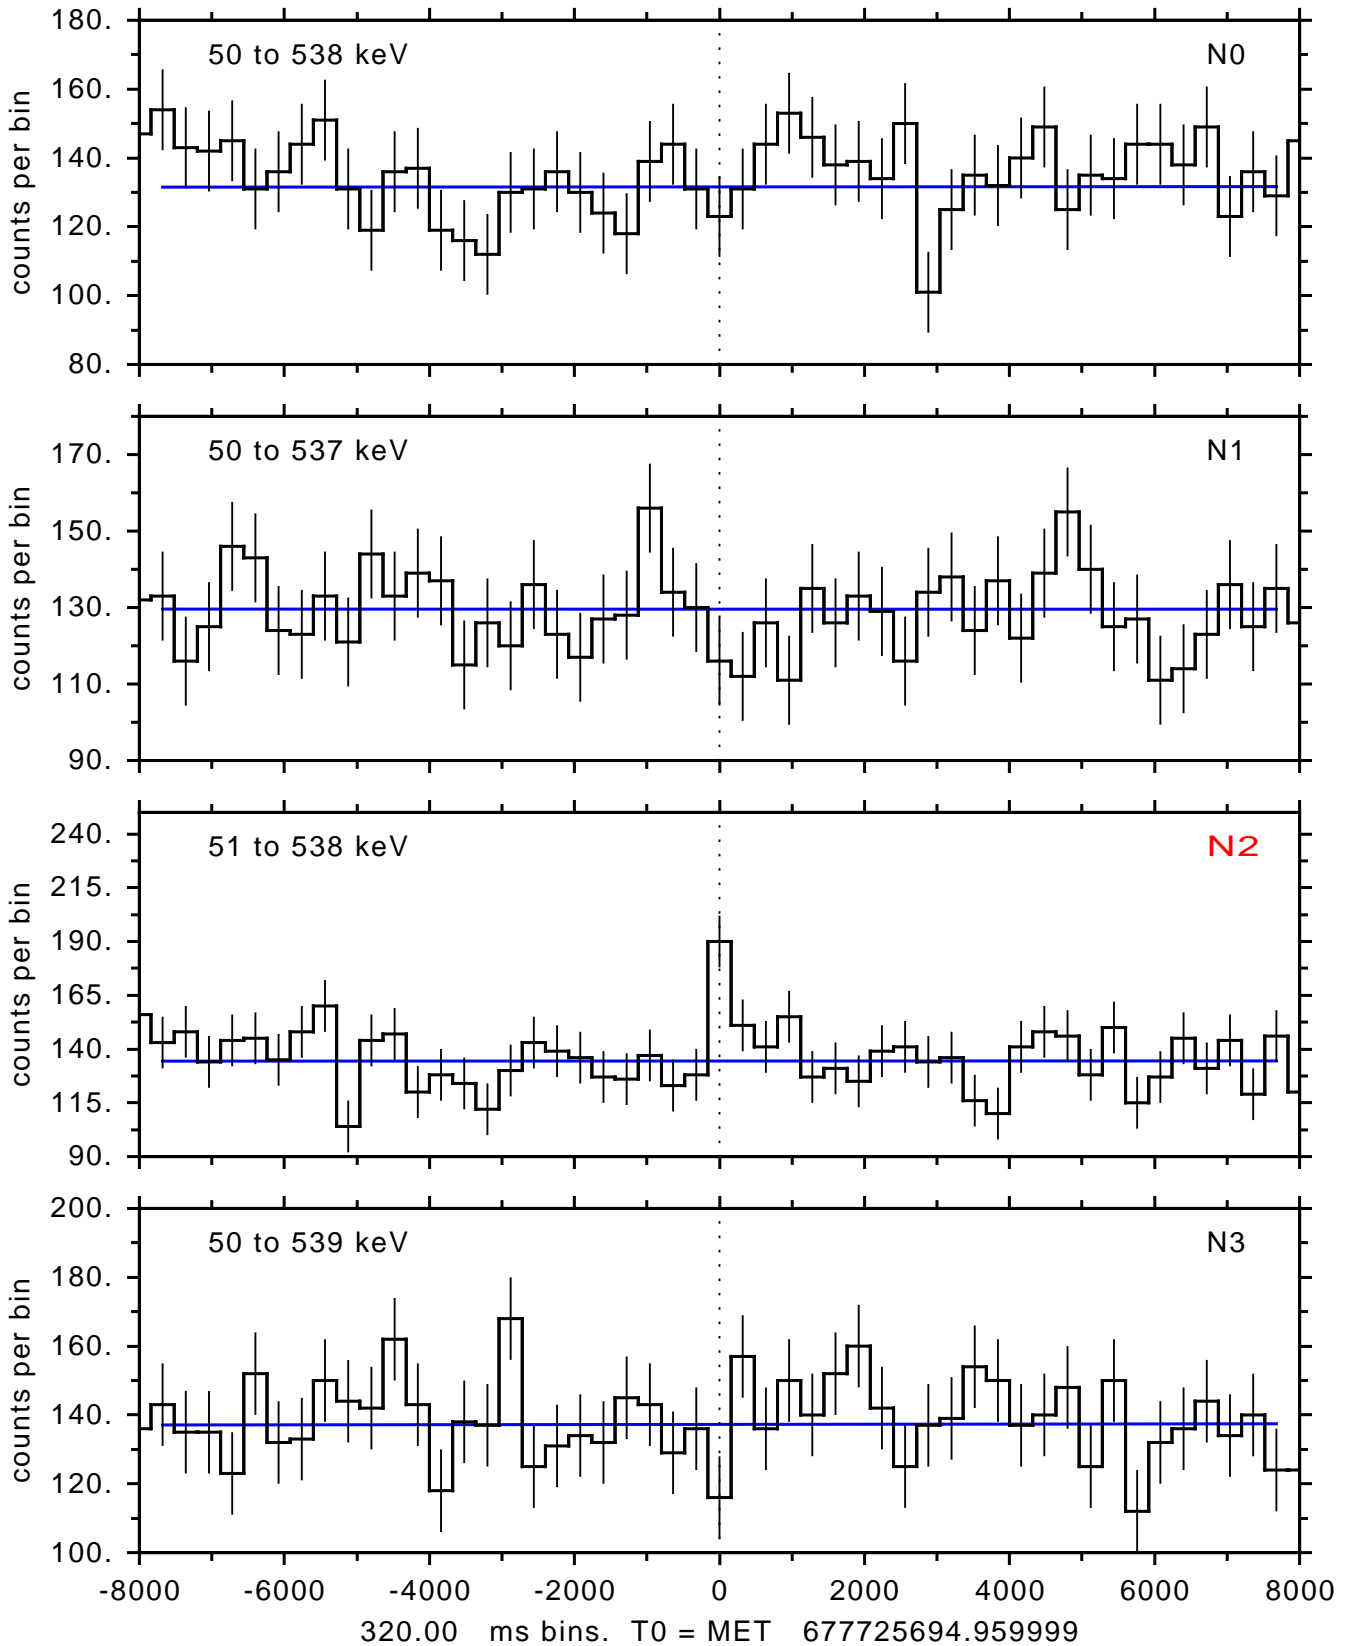 180.
50 to 538 keV N0
160.
140.
120.
100.
80.
counts per bin
50 to 537 keV N1
170.
150.
130.
110.
90.
counts per bin
240.
51 to 538 keV N2
215.
190.
165.
140.
115.
90.
counts per bin
200.
50 to 539 keV N3
180.
160.
140.
120.
100.
counts per bin
-8000 -6000 -4000 -2000 0 2000 4000 6000 8000
320.00 ms bins. T0 = MET 677725694.959999